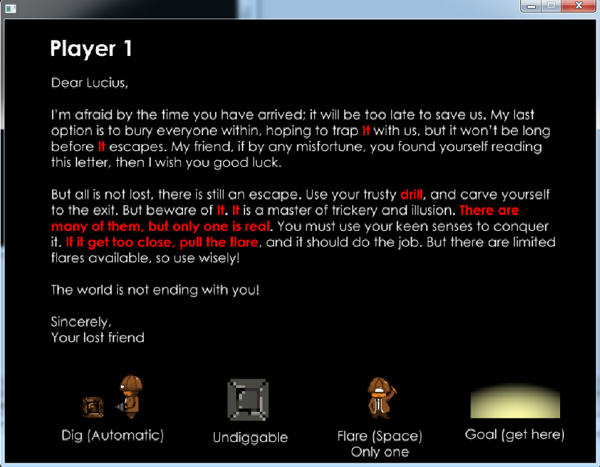 Player 1
Dear Lucius,
I'm afraid by the time you have arrived; it will be too late to save us. My last
option is to bury everyone within, hoping to trap It with us, but it won't be long
before It escapes. My friend, if by any misfortune, you found yourself reading
this letter, then I wish you good luck.
But all is not lost, there is still an escape. Use your trusty drill, and carve yourself
to the exit. But beware of It. It is a master of trickery and illusion. There are
many of them, but only one is real. You must use your keen senses to conquer
it. If it get too close, pull the flare, and it should do the job. But there are limited
flares available, so use wisely!
The world is not ending with you!
Sincerely,
Your lost friend
Dig (Automatic)
Undiggable
Flare (Space)
Only one
Goal (get here)